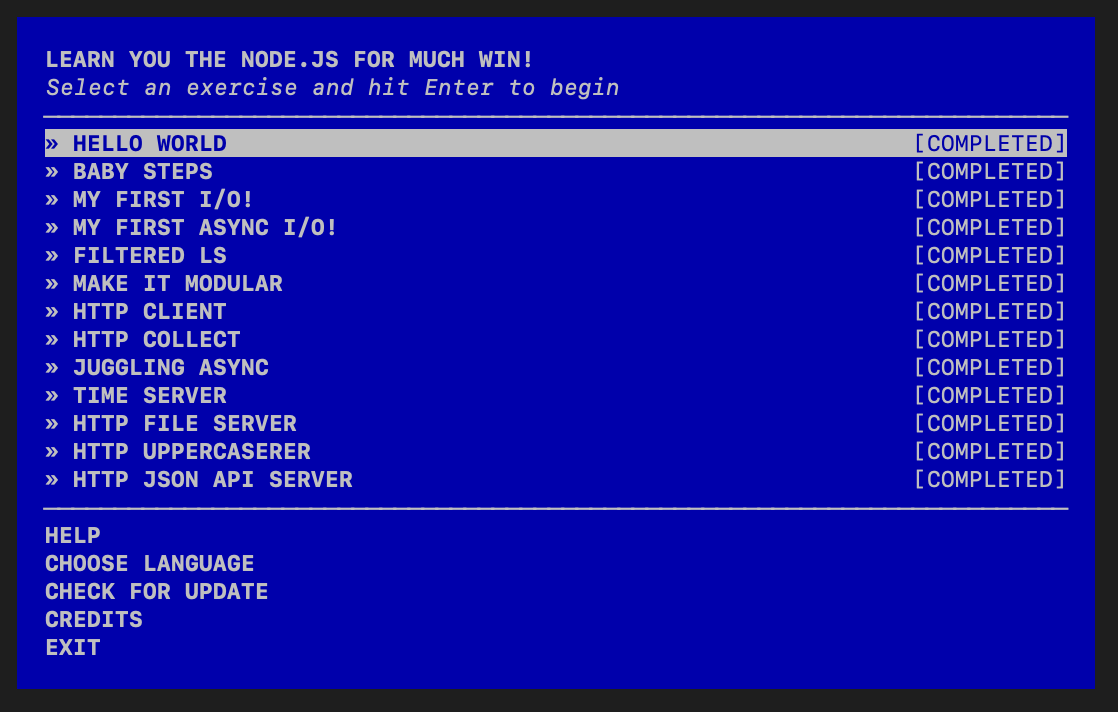 LEARN YOU THE NODE.JS FOR MUCH WIN!
Select an exercise and hit Enter to begin
» HELLO WORLD [COMPLETED]
» BABY STEPS [COMPLETED]
» MY FIRST I/O! [COMPLETED]
» MY FIRST ASYNC I/O! [COMPLETED]
» FILTERED LS [COMPLETED]
» MAKE IT MODULAR [COMPLETED]
» HTTP CLIENT [COMPLETED]
» HTTP COLLECT [COMPLETED]
» JUGGLING ASYNC [COMPLETED]
» TIME SERVER [COMPLETED]
» HTTP FILE SERVER [COMPLETED]
» HTTP UPPERCASERER [COMPLETED]
» HTTP JSON API SERVER [COMPLETED]
HELP
CHOOSE LANGUAGE
CHECK FOR UPDATE
CREDITS
EXIT